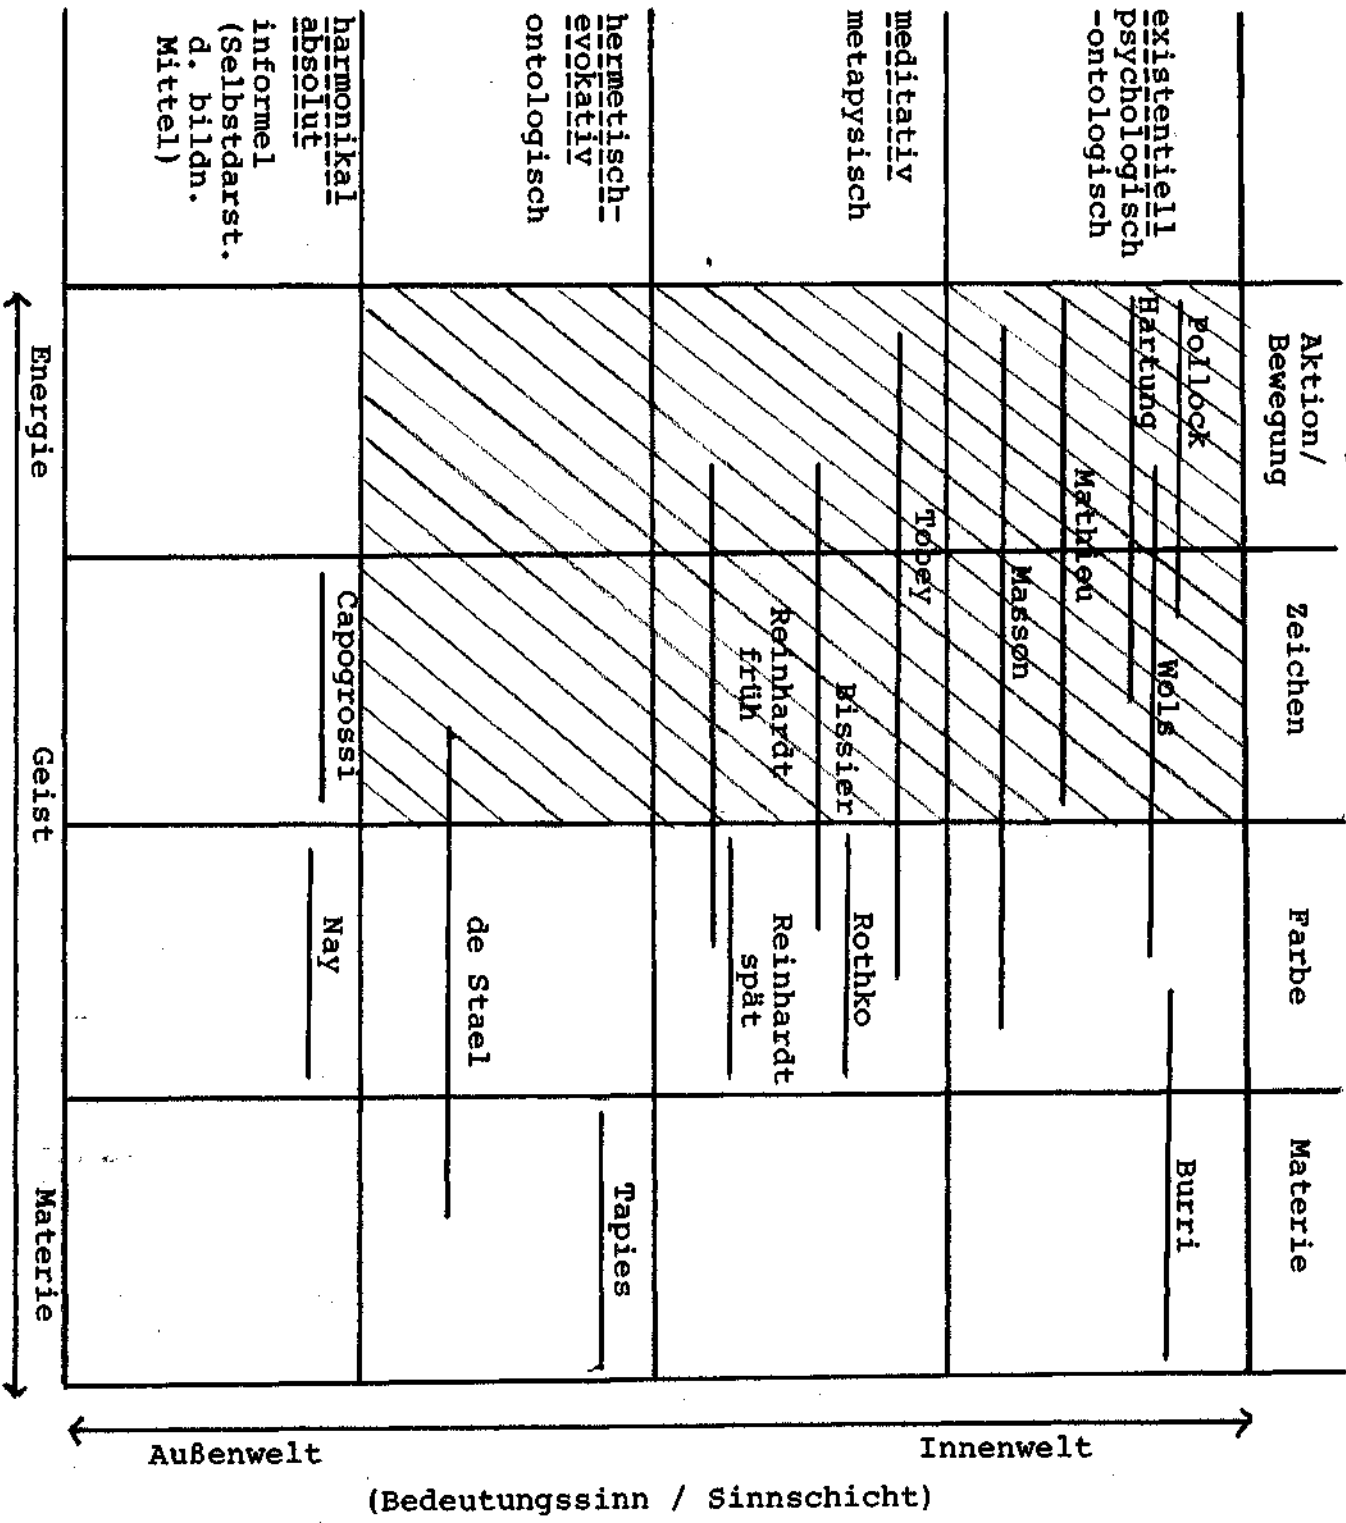 Aktion/
Bewegung
Zeichen
Farbe
Materie
existentiell
psychologisch
-ontologisch
Pollock
Hartung
Wols
Burri
Mathieu
Masson
meditativ
metapysisch
Tobey
Bissier
Rothko
Reinhardt
früh
Reinhardt
spät
hermetisch-
evokativ
ontologisch
Tapies
de Stael
harmonikal
absolut
informel
(Selbstdarst.
d. bildn.
Mittel)
Capogrossi
Nay
Energie
Geist
Materie
Außenwelt
Innenwelt
(Bedeutungssinn / Sinnschicht)